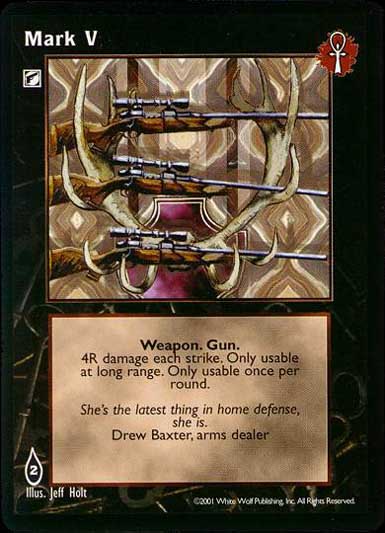 Mark V
Weapon. Gun.
4R damage each strike. Only usable
at long range. Only usable once per
round.
She's the latest thing in home defense,
she is.
Drew Baxter, arms dealer
2
Illus. Jeff Holt
©2001 White Wolf Publishing, Inc. All Rights Reserved.